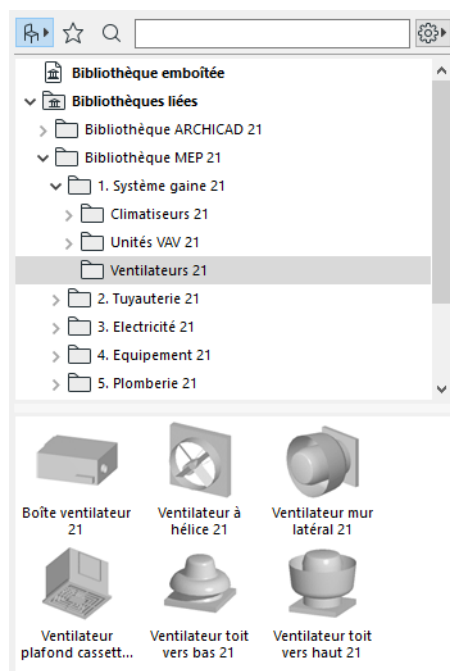 Bibliothèque emboîtée
Bibliothèques liées
Bibliothèque ARCHICAD 21
Bibliothèque MEP 21
1. Système gaine 21
Climatiseurs 21
Unités VAV 21
Ventilateurs 21
2. Tuyauterie 21
3. Electricité 21
4. Equipement 21
5. Plomberie 21
Boîte ventilateur
21
Ventilateur à
hélice 21
Ventilateur mur
latéral 21
Ventilateur
plafond cassett...
Ventilateur toit
vers bas 21
Ventilateur toit
vers haut 21